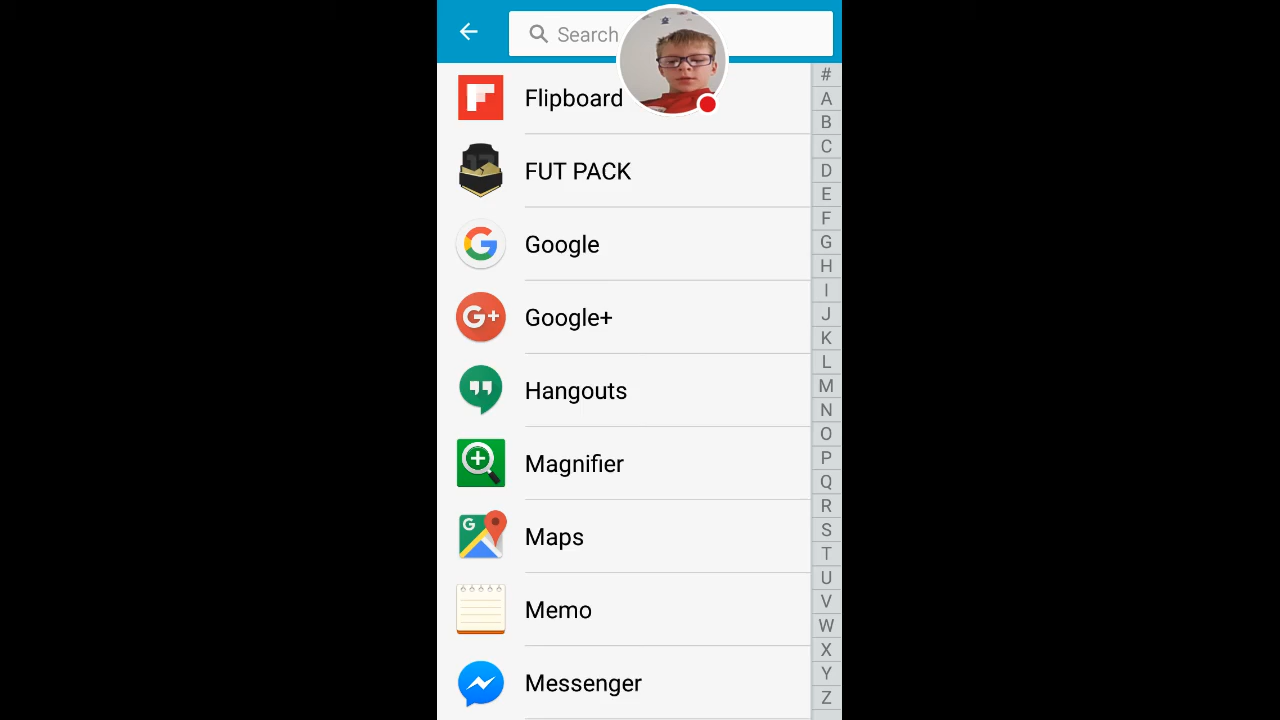 Search
Flipboard
FUT PACK
Google
Google+
Hangouts
Magnifier
G
Maps
Memo
Messenger
#
A
B
C
D
E
F
G
H
I
J
K
L
M
N
O
P
Q
R
S
T
U
V
W
X
Y
Z